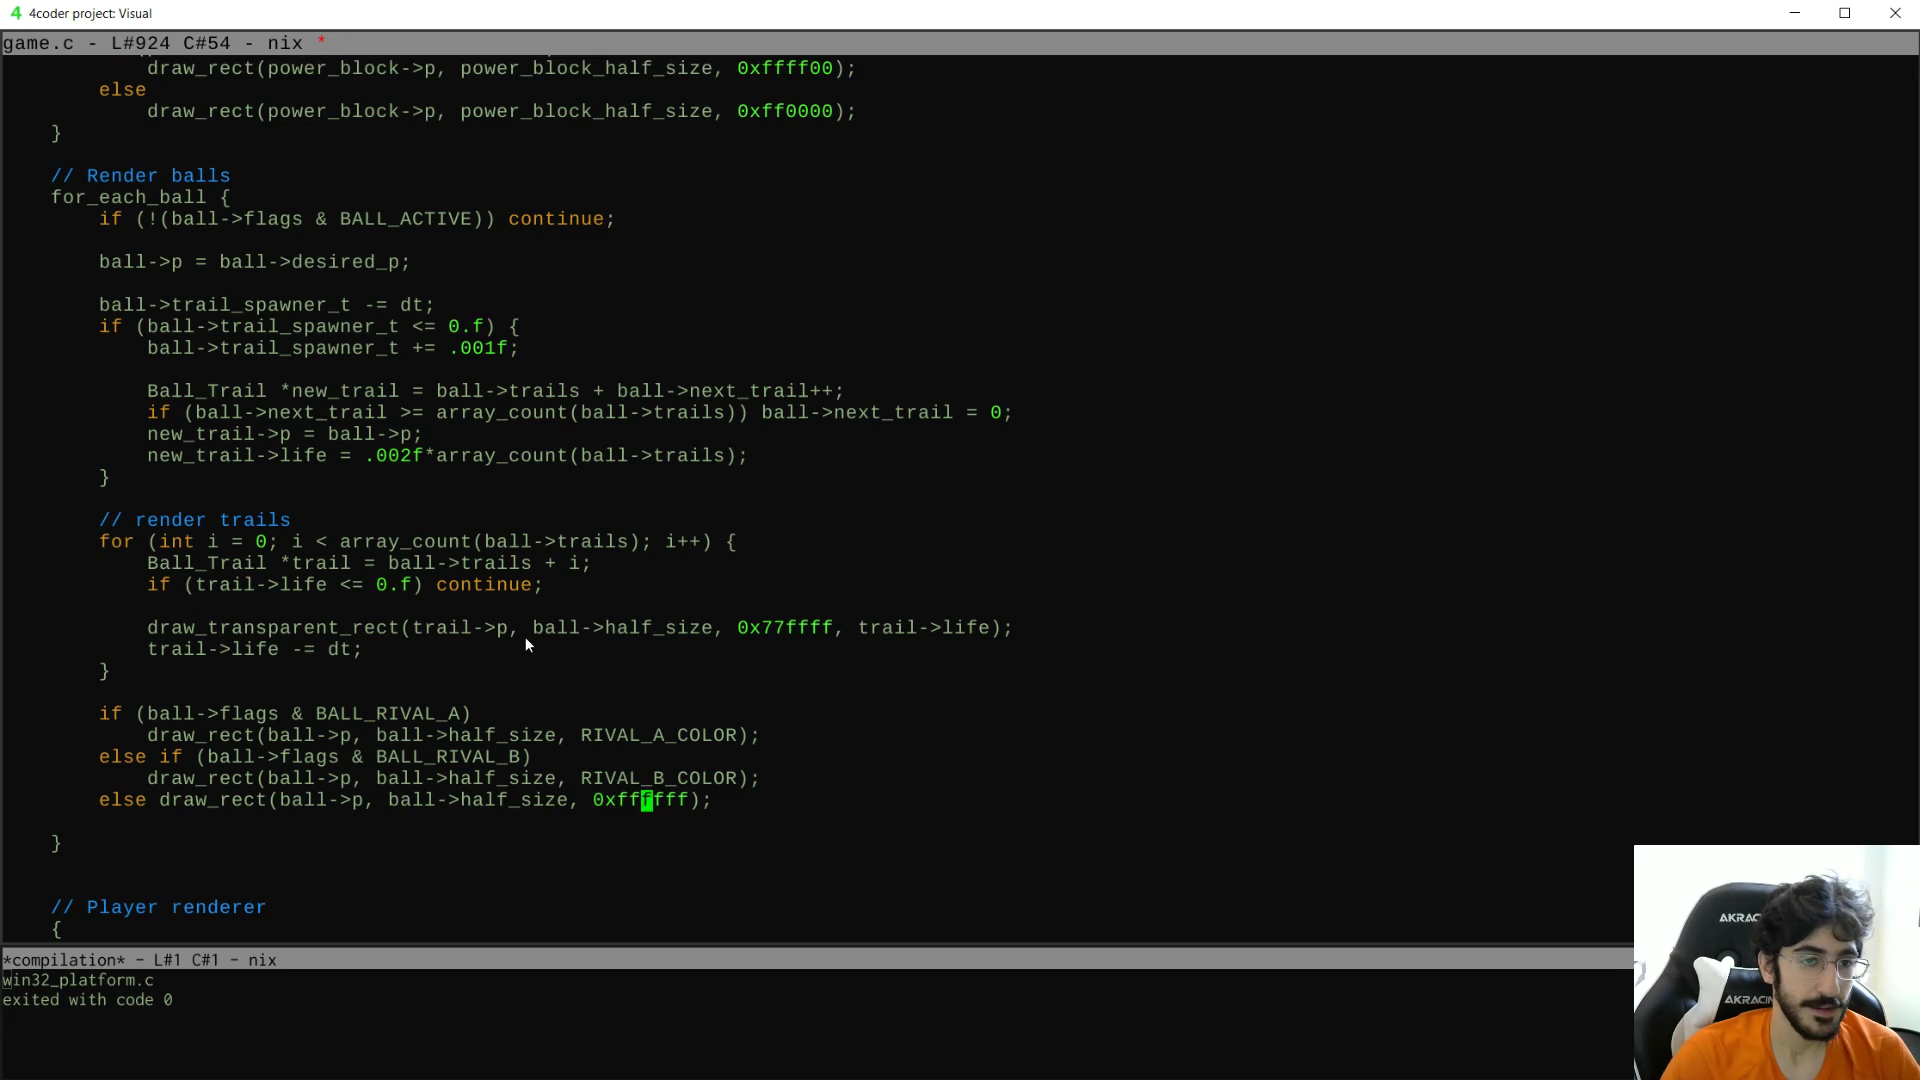 4 4coder project: Visual
game.c - L#924 C#54 - nix *
draw_rect(power_block->p, power_block_half_size, 0xffff00);
else
draw_rect(power_block->p, power_block_half_size, 0xff0000);
}
// Render balls
for_each_ball {
if (!(ball->flags & BALL_ACTIVE)) continue;
ball->p = ball->desired_p;
ball->trail_spawner_t -= dt;
if (ball->trail_spawner_t <= 0.f) {
ball->trail_spawner_t += .001f;
Ball_Trail *new_trail = ball->trails + ball->next_trail++;
if (ball->next_trail >= array_count(ball->trails)) ball->next_trail = 0;
new_trail->p = ball->p;
new_trail->life = .002f*array_count(ball->trails);
}
// render trails
for (int i = 0; i < array_count(ball->trails); i++) {
Ball_Trail *trail = ball->trails + i;
if (trail->life <= 0.f) continue;
draw_transparent_rect(trail->p, ball->half_size, 0x77ffff, trail->life);
trail->life -= dt;
}
if (ball->flags & BALL_RIVAL_A)
draw_rect(ball->p, ball->half_size, RIVAL_A_COLOR);
else if (ball->flags & BALL_RIVAL_B)
draw_rect(ball->p, ball->half_size, RIVAL_B_COLOR);
else draw_rect(ball->p, ball->half_size, 0xffffff);
}
// Player renderer
{
*compilation* - L#1 C#1 - nix
win32_platform.c
exited with code 0
AKRACING